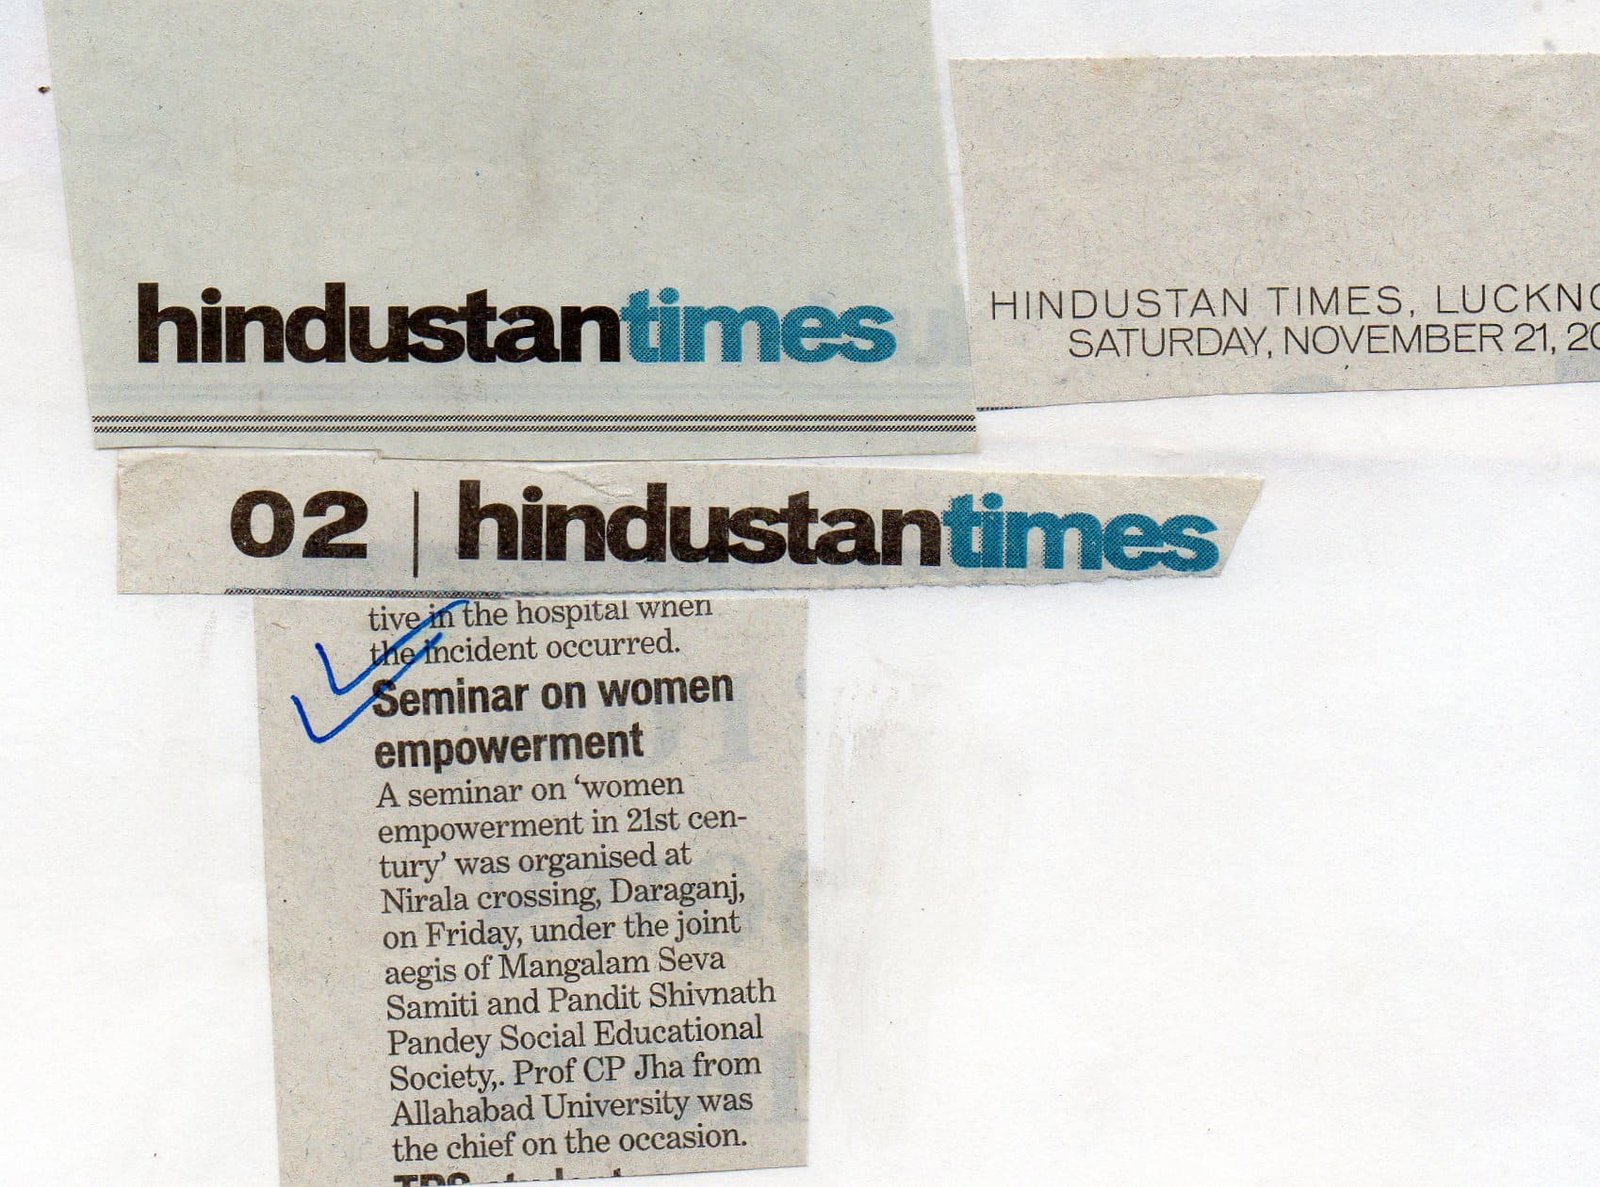 hindustantimes
HINDUSTAN TIMES,
SATURDAY, NOVEMBER 21,
02 | hindustantimes
tive in the hospital when
the incident occurred.
Seminar on women
empowerment
A seminar on ‘women
empowerment in 21st cen-
tury’ was organised at
Nirala crossing, Daraganj,
on Friday, under the joint
aegis of Mangalam Seva
Samiti and Pandit Shivnath
Pandey Social Educational
Society,. Prof CP Jha from
Allahabad University was
the chief on the occasion.